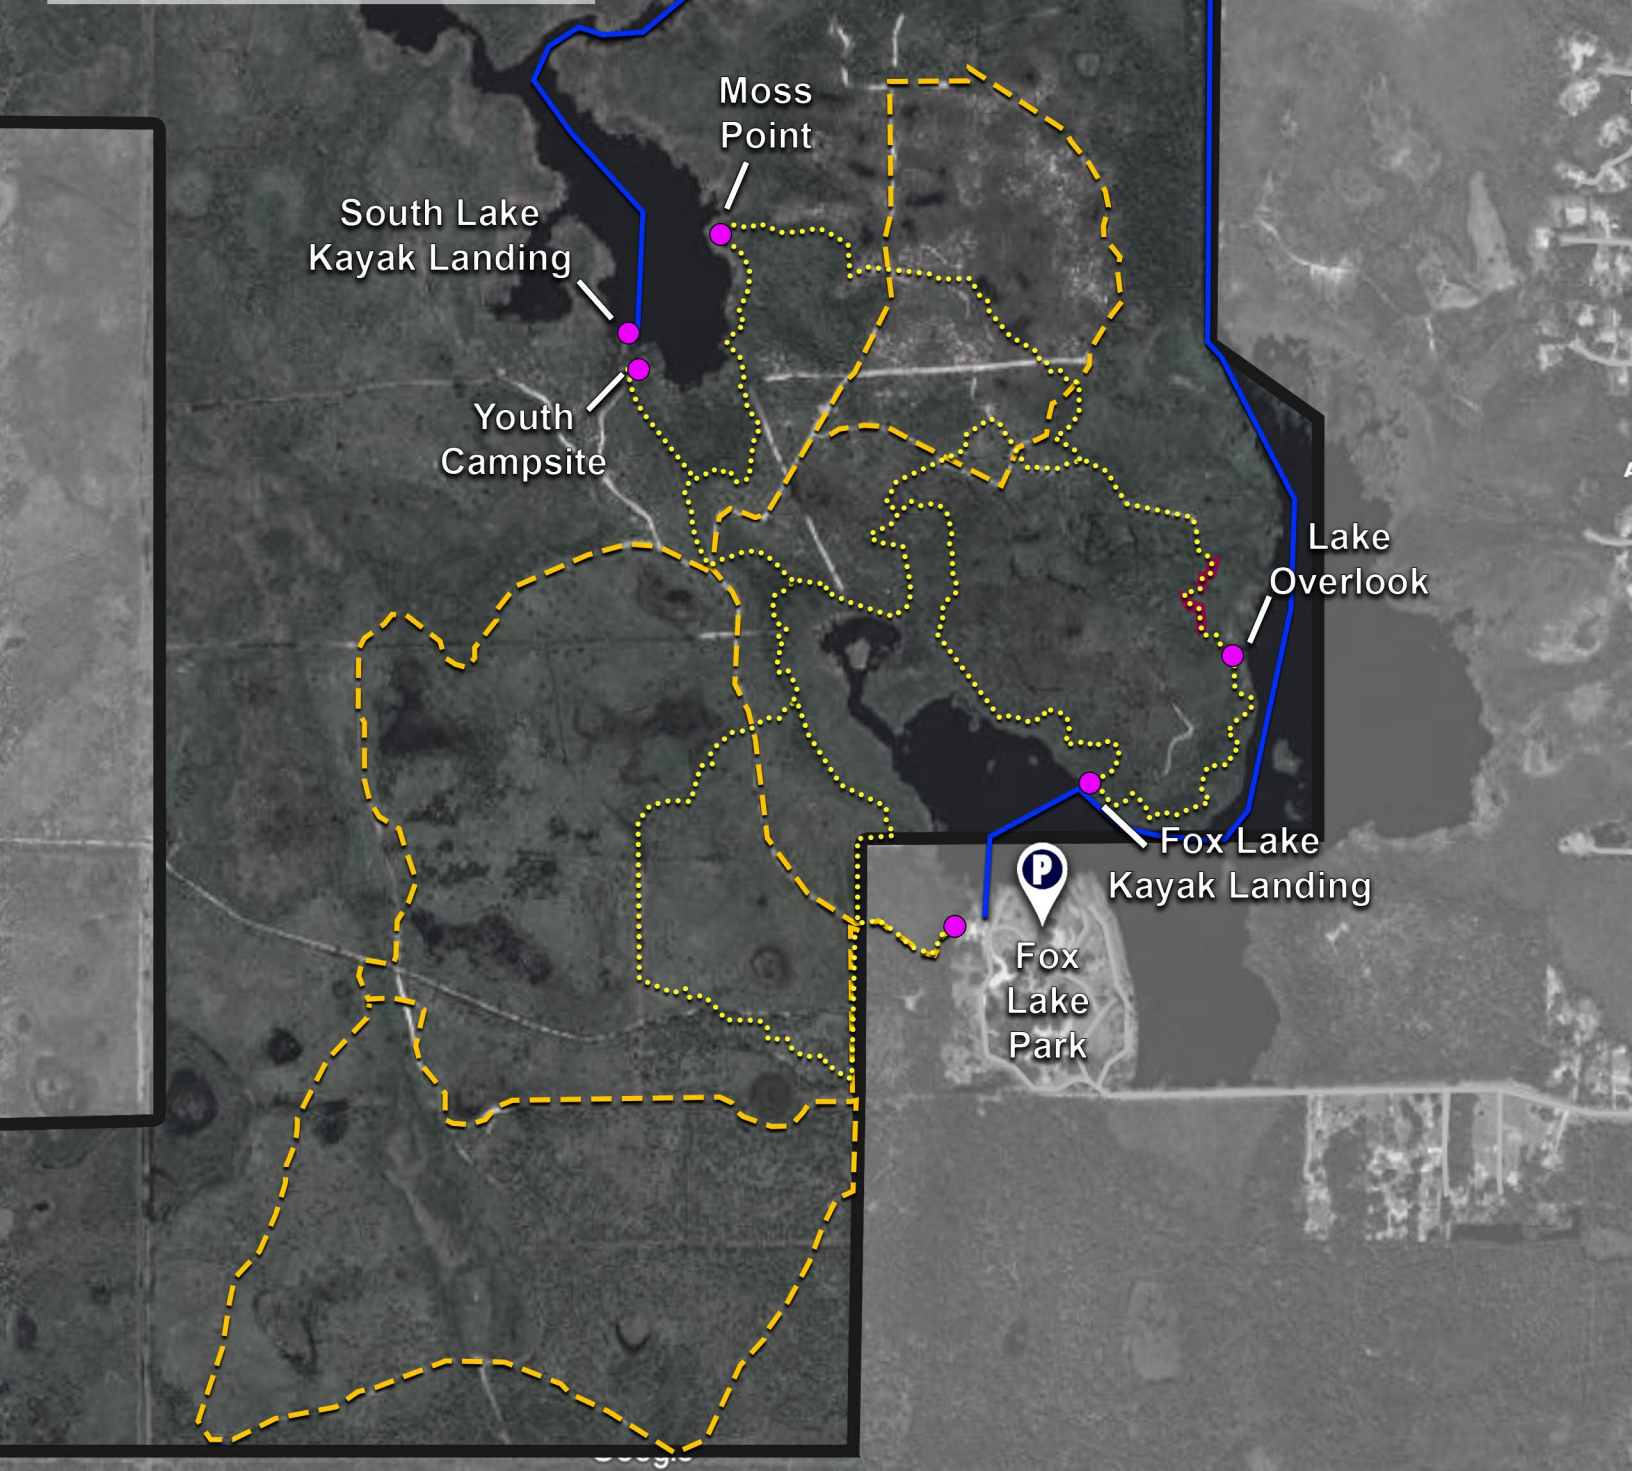 Moss
Point
South Lake
Kayak Landing
Youth
Campsite
Lake
Overlook
Fox Lake
Kayak Landing
P
Fox
Lake
Park